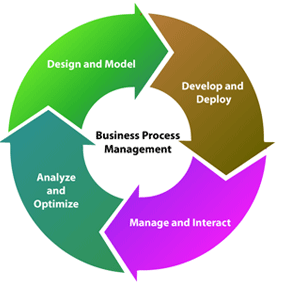 Design and Model
Develop and
Deploy
Business Process
Management
Analyze
and
Optimize
Manage and Interact